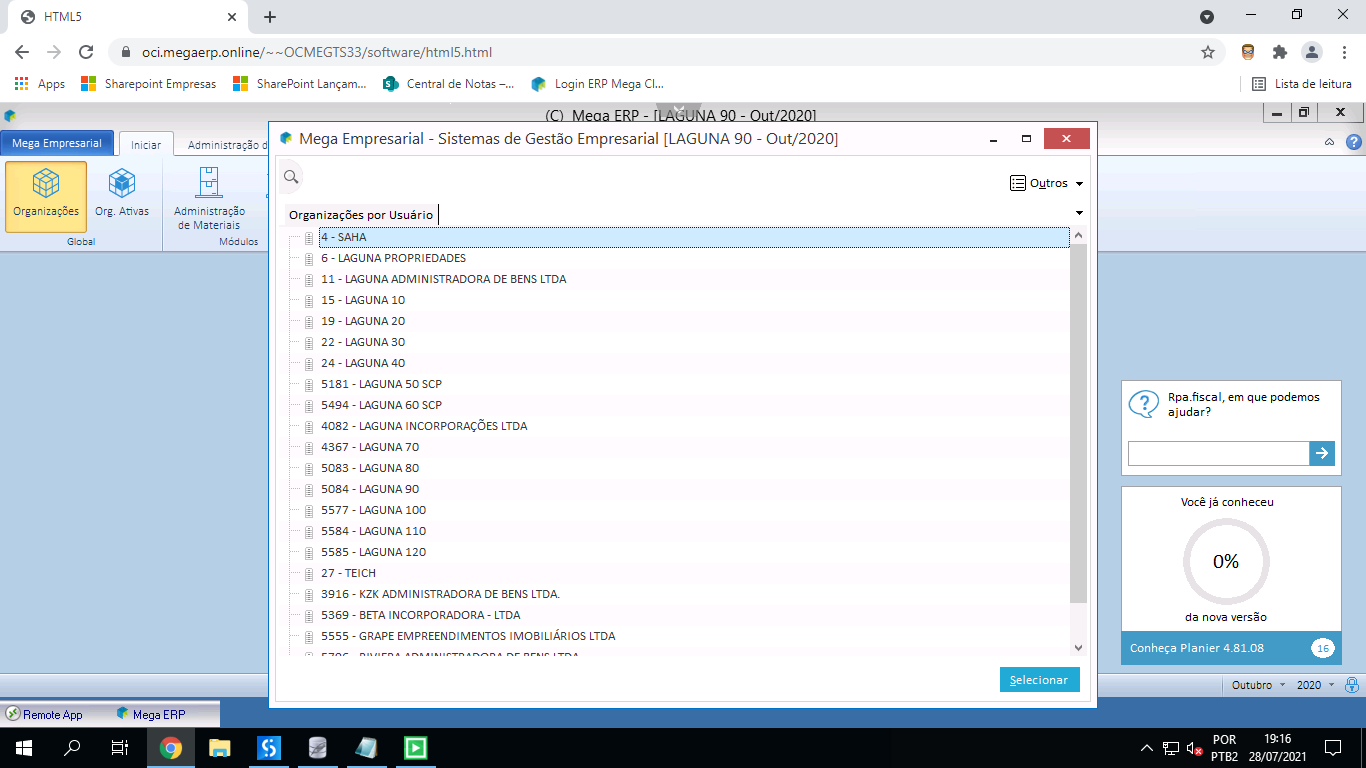 HTML5
oci.megaerp.online/~~OCMEGTS33/software/html5.html
Apps
Sharepoint Empresas
SharePoint Lançam...
Central de Notas –...
Login ERP Mega Cl...
Lista de leitura
(C) Mega ERP - [LAGUNA 90 - Out/2020]
Mega Empresarial
Iniciar
Administração d
Organizações
Org. Ativas
Administração de Materiais
Global
Módulos
Mega Empresarial - Sistemas de Gestão Empresarial [LAGUNA 90 - Out/2020]
Outros
Organizações por Usuário
4 - SAHA
6 - LAGUNA PROPRIEDADES
11 - LAGUNA ADMINISTRADORA DE BENS LTDA
15 - LAGUNA 10
19 - LAGUNA 20
22 - LAGUNA 30
24 - LAGUNA 40
5181 - LAGUNA 50 SCP
5494 - LAGUNA 60 SCP
4082 - LAGUNA INCORPORAÇÕES LTDA
4367 - LAGUNA 70
5083 - LAGUNA 80
5084 - LAGUNA 90
5577 - LAGUNA 100
5584 - LAGUNA 110
5585 - LAGUNA 120
27 - TEICH
3916 - KZK ADMINISTRADORA DE BENS LTDA.
5369 - BETA INCORPORADORA - LTDA
5555 - GRAPE EMPREENDIMENTOS IMOBILIÁRIOS LTDA
RIVIERA ADMINISTRADORA DE BENS LTDA
Selecionar
Rpa.fiscal, em que podemos
ajudar?
Você já conheceu
0%
da nova versão
Conheça Planier 4.81.08
16
Outubro
2020
Remote App
Mega ERP
POR
PTB2
19:16
28/07/2021